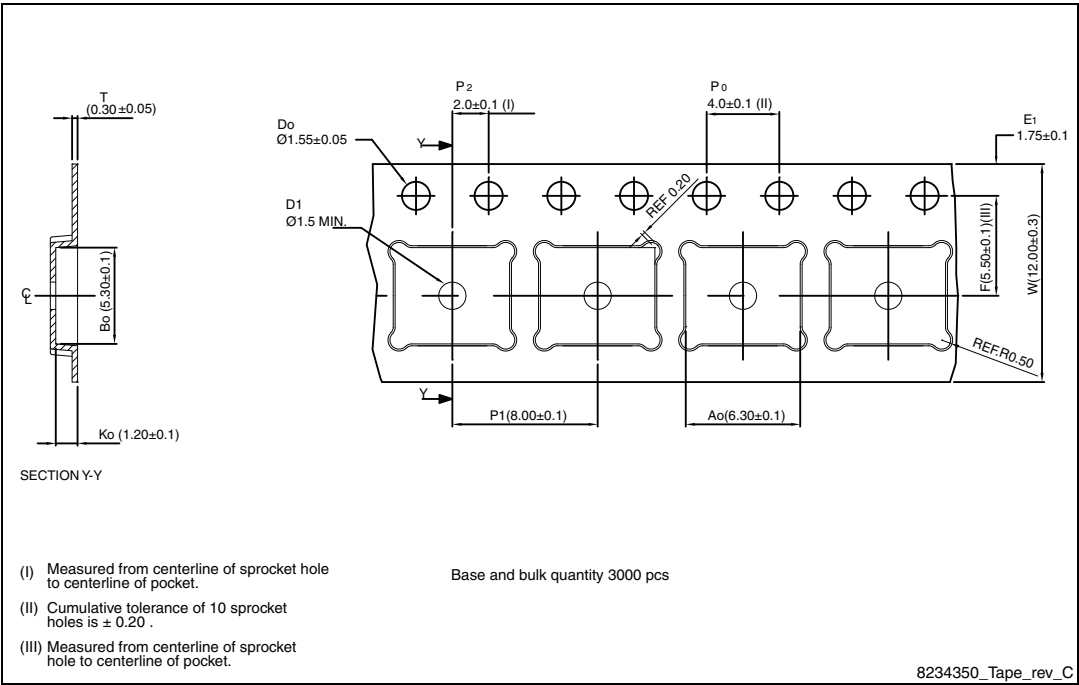 T
(0.30±0.05)
P2
2.0±0.1 (I)
P0
4.0±0.1 (II)
E1
1.75±0.1
Do
Ø1.55±0.05
Y
D1
Ø1.5 MIN.
REF 0.20
F(5.50±0.1)(III)
W(12.00±0.3)
CL
Bo (5.30±0.1)
REF.R0.50
Y
P1(8.00±0.1)
Ao(6.30±0.1)
Ko (1.20±0.1)
SECTION Y-Y
(I) Measured from centerline of sprocket hole
to centerline of pocket.
Base and bulk quantity 3000 pcs
(II) Cumulative tolerance of 10 sprocket
holes is ± 0.20 .
(III) Measured from centerline of sprocket
hole to centerline of pocket.
8234350_Tape_rev_C